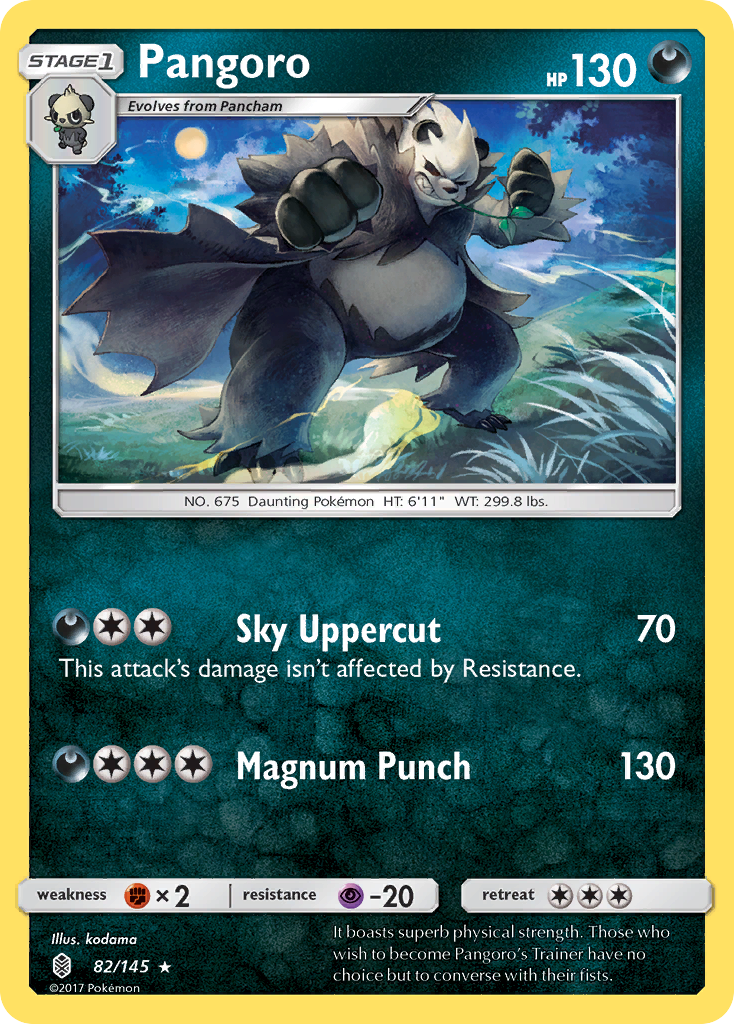 STAGE1 Pangoro HP 130
Evolves from Pancham
NO. 675 Daunting Pokémon HT: 6'11" WT: 299.8 lbs.
Sky Uppercut 70
This attack's damage isn't affected by Resistance.
Magnum Punch 130
weakness ×2 resistance -20 retreat
Illus. kodama
82/145 ★
©2017 Pokémon
It boasts superb physical strength. Those who
wish to become Pangoro's Trainer have no
choice but to converse with their fists.